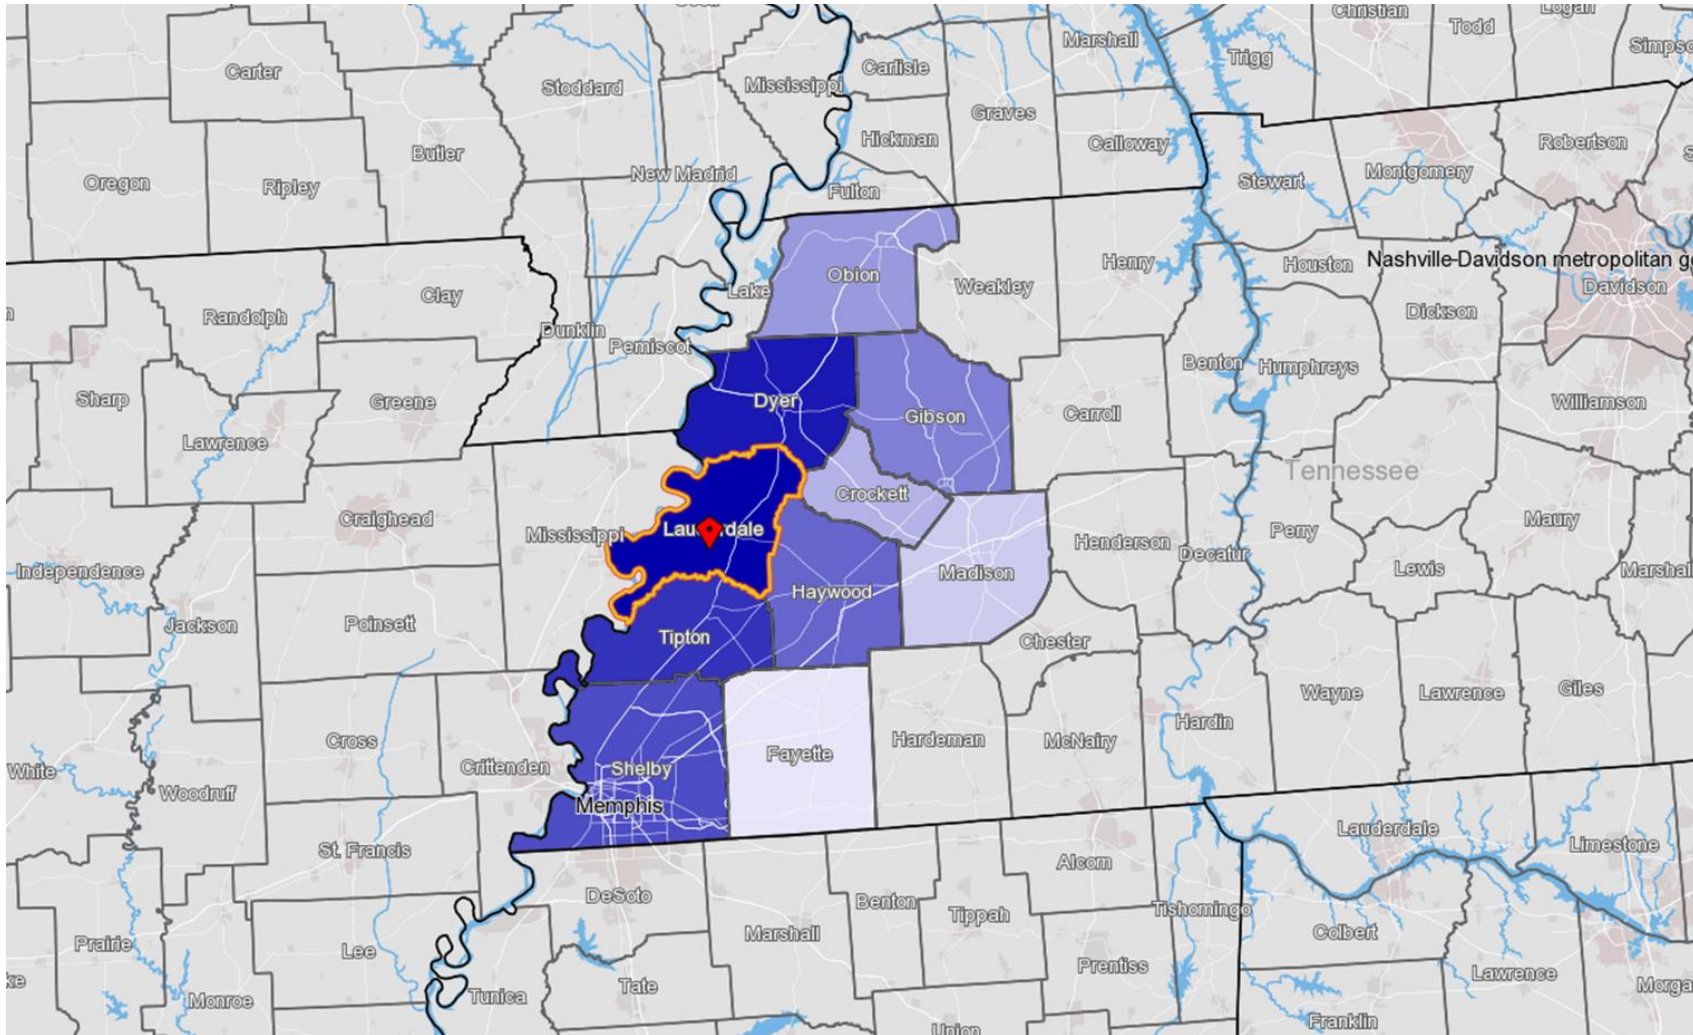 Christian
Todd
Logan
Marshall
Trigg
Simpso
Carter
Stoddard
Mississippi
Carlisle
Graves
Hickman
Calloway
Robertson
Butler
Oregon
Ripley
New Madrid
Fulton
Stewart
Montgomery
Obion
Henry
Houston
Nashville-Davidson metropolitan g
Davidson
Weakley
Lake
Clay
Randolph
Dickson
Dunklin
Pemiscot
Benton
Humphreys
Sharp
Greene
Dyer
Gibson
Carroll
Williamson
Lawrence
Tennessee
Crockett
Craighead
Mississippi
Lauderdale
Perry
Maury
Henderson
Decatur
Independence
Madison
Lewis
Marshall
Haywood
Jackson
Poinsett
Tipton
Chester
Wayne
Lawrence
Giles
Hardin
Cross
Hardeman
McNairy
Fayette
Crittenden
Shelby
White
Woodruff
Memphis
Lauderdale
Limestone
St. Francis
Alcorn
DeSoto
Benton
Tippah
Tishomingo
Marshall
Colbert
Prairie
Lee
Prentiss
Lawrence
Tate
Tunica
Monroe
Morga
Franklin
Union